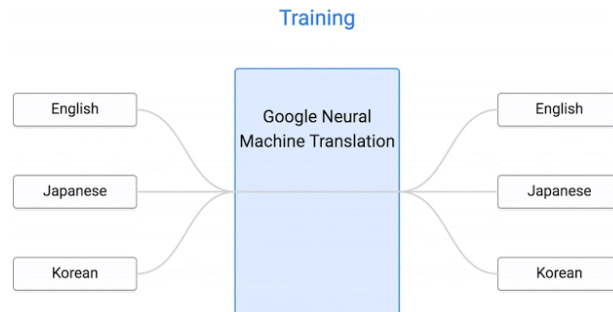 Training
Google Neural
Machine Translation
English
English
Japanese
Japanese
Korean
Korean